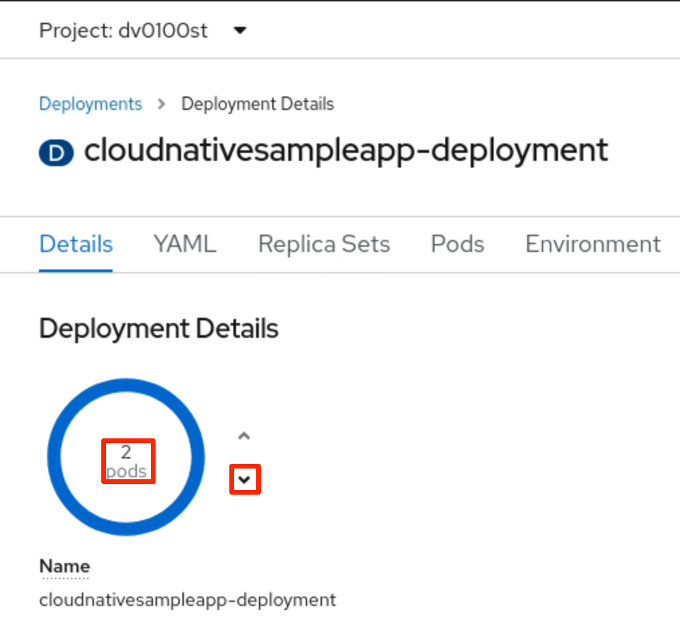 Project: dv0100st
Deployments > Deployment Details
D cloudnativesampleapp-deployment
Details YAML Replica Sets Pods Environment
Deployment Details
2
pods
Name
cloudnativesampleapp-deployment